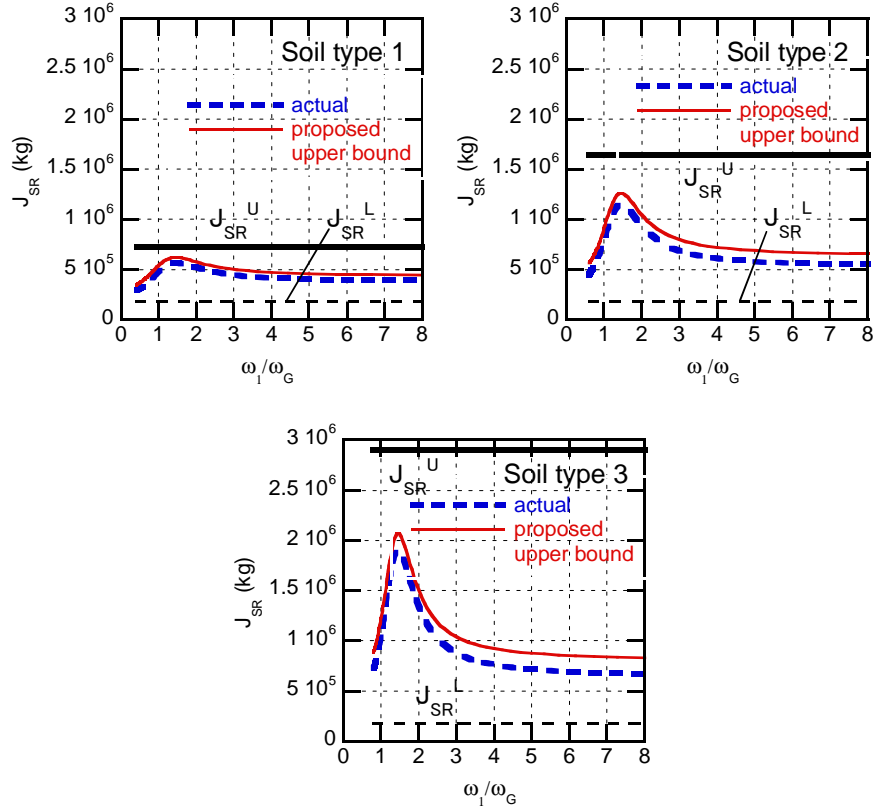 3 10^6
2.5 10^6
2 10^6
1.5 10^6
1 10^6
5 10^5
0
J_SR (kg)
Soil type 1
actual
proposed
upper bound
J_SR^U
J_SR^L
0 1 2 3 4 5 6 7 8
ω_1/ω_G
3 10^6
2.5 10^6
2 10^6
1.5 10^6
1 10^6
5 10^5
0
J_SR (kg)
Soil type 2
actual
proposed
upper bound
J_SR^U
J_SR^L
0 1 2 3 4 5 6 7 8
ω_1/ω_G
3 10^6
2.5 10^6
2 10^6
1.5 10^6
1 10^6
5 10^5
0
J_SR (kg)
J_SR^U
Soil type 3
actual
proposed
upper bound
J_SR^L
0 1 2 3 4 5 6 7 8
ω_1/ω_G